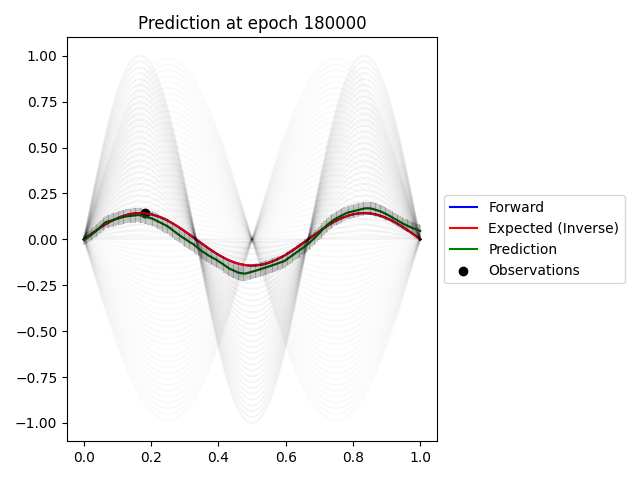 Prediction at epoch 180000
1.00
0.75
0.50
0.25
0.00
−0.25
−0.50
−0.75
−1.00
0.0 0.2 0.4 0.6 0.8 1.0
Forward
Expected (Inverse)
Prediction
Observations